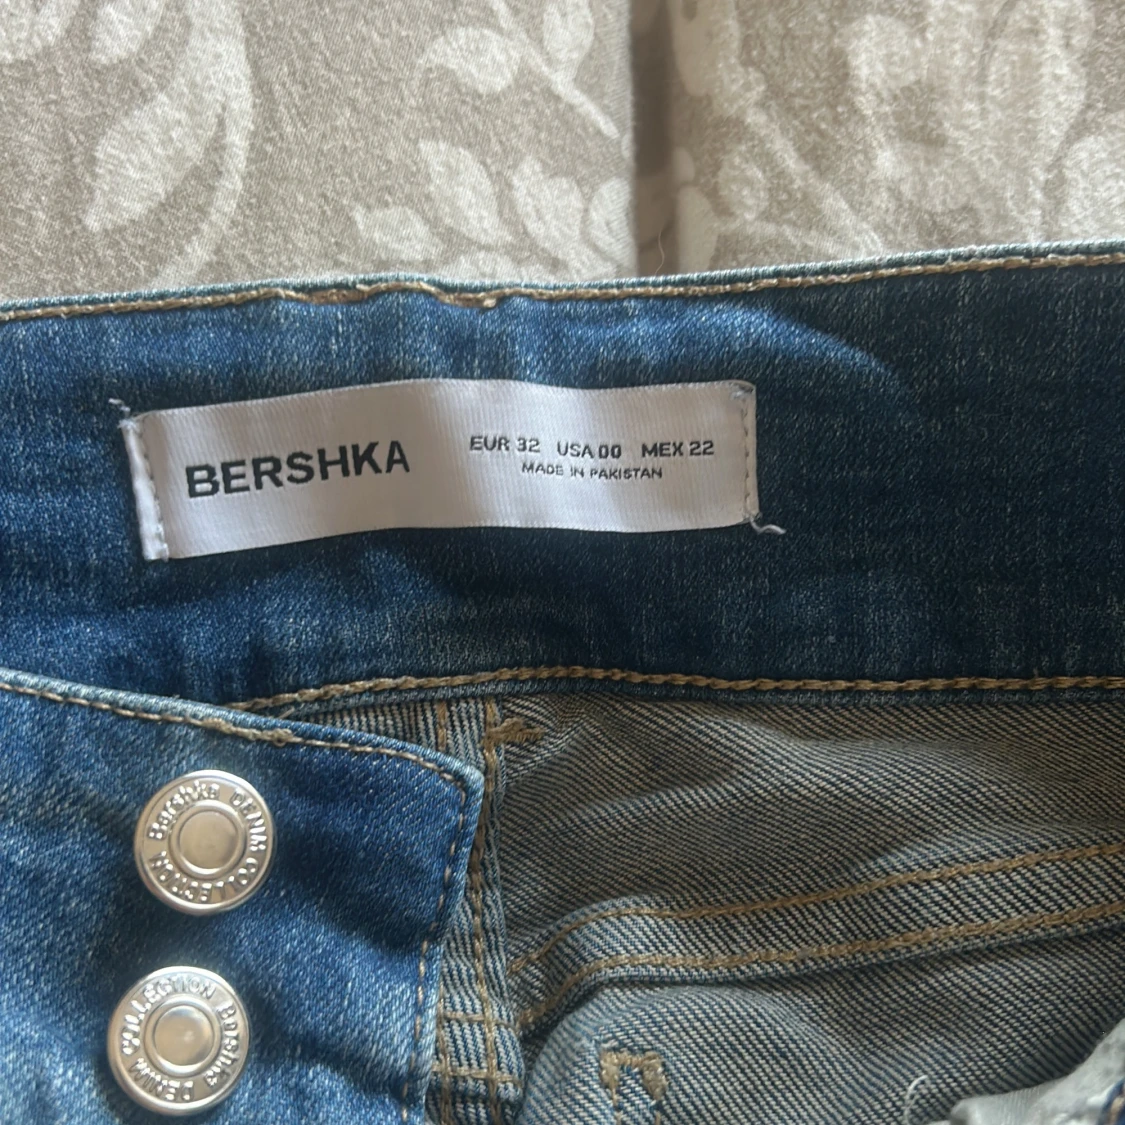 BERSHKA
EUR 32 USA 00 MEX 22
MADE IN PAKISTAN
Bershka DENIM COLLECTION
Bershka DENIM COLLECTION